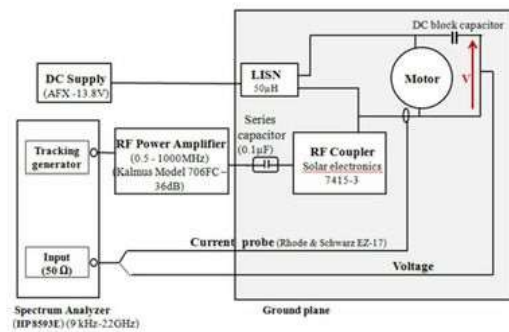 DC block capacitor
DC Supply
(AFX -13.8V)
LISN
50µH
Motor
V
Series
capacitor
(0.1µF)
Tracking
generator
RF Power Amplifier
(0.5 - 1000MHz)
(Kalmus Model 706FC –
36dB)
RF Coupler
Solar electronics
7415-3
Current probe (Rhode & Schwarz EZ-17)
Input
(50 Ω)
Voltage
Spectrum Analyzer
(HP8593E) (9 kHz-22GHz)
Ground plane